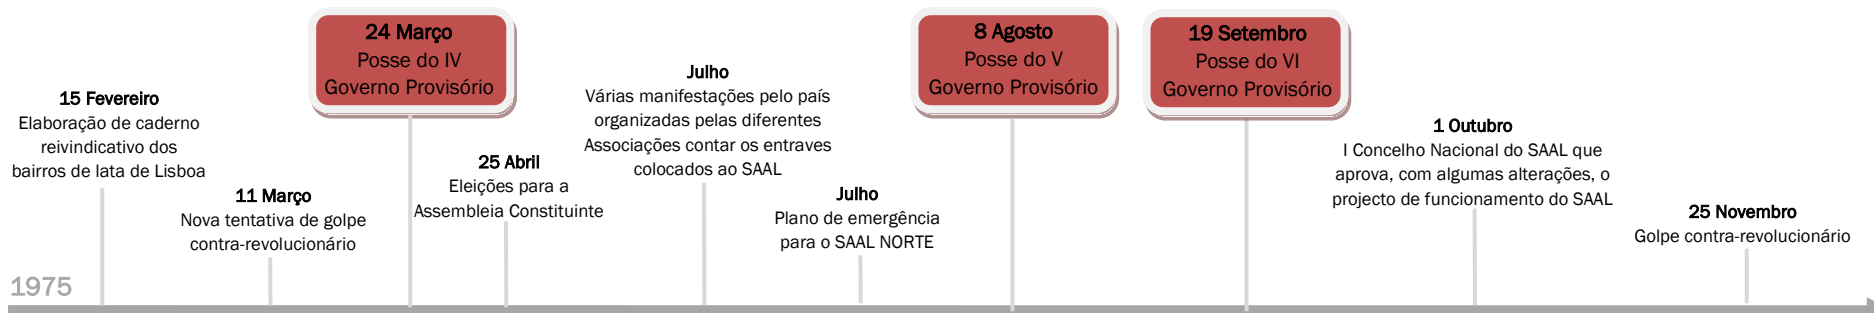 15 Fevereiro
Elaboração de caderno
reivindicativo dos
bairros de lata de Lisboa
11 Março
Nova tentativa de golpe
contra-revolucionário
24 Março
Posse do IV
Governo Provisório
25 Abril
Eleições para a
Assembleia Constituinte
Julho
Várias manifestações pelo país
organizadas pelas diferentes
Associações contar os entraves
colocados ao SAAL
Julho
Plano de emergência
para o SAAL NORTE
8 Agosto
Posse do V
Governo Provisório
19 Setembro
Posse do VI
Governo Provisório
1 Outubro
I Concelho Nacional do SAAL que
aprova, com algumas alterações, o
projecto de funcionamento do SAAL
25 Novembro
Golpe contra-revolucionário
1975